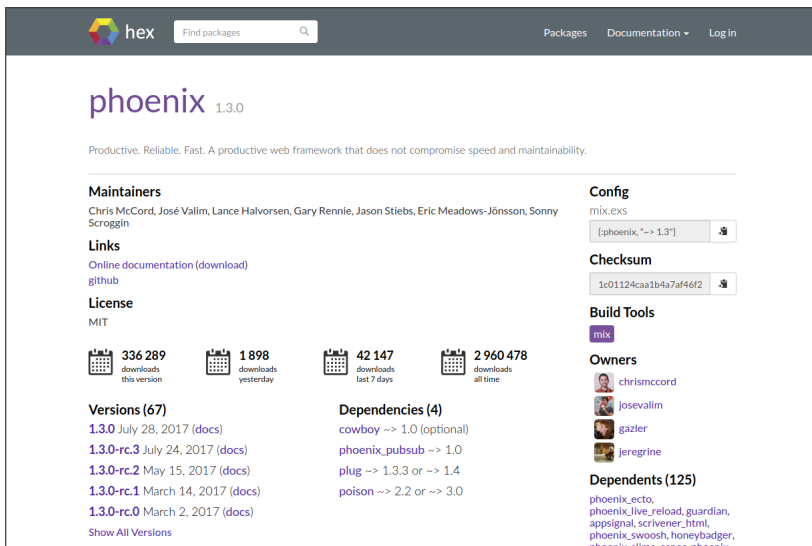 hex
Find packages
Packages
Documentation
Log in
phoenix 1.3.0
Productive. Reliable. Fast. A productive web framework that does not compromise speed and maintainability.
Maintainers
Chris McCord, José Valim, Lance Halvorsen, Gary Rennie, Jason Stiebs, Eric Meadows-Jönsson, Sonny
Scroggin
Links
Online documentation (download)
github
License
MIT
336 289
downloads
this version
1 898
downloads
yesterday
42 147
downloads
last 7 days
2 960 478
downloads
all time
Versions (67)
1.3.0 July 28, 2017 (docs)
1.3.0-rc.3 July 24, 2017 (docs)
1.3.0-rc.2 May 15, 2017 (docs)
1.3.0-rc.1 March 14, 2017 (docs)
1.3.0-rc.0 March 2, 2017 (docs)
Show All Versions
Dependencies (4)
cowboy ~> 1.0 (optional)
phoenix_pubsub ~> 1.0
plug ~> 1.3.3 or ~> 1.4
poison ~> 2.2 or ~> 3.0
Config
mix.exs
{:phoenix, "~> 1.3"}
Checksum
1c01124caa1b4a7af46f2
Build Tools
mix
Owners
chrismccord
josevalim
gazler
jeregrine
Dependents (125)
phoenix_ecto,
phoenix_live_reload, guardian,
appsignal, scrivener_html,
phoenix_swoosh, honeybadger,